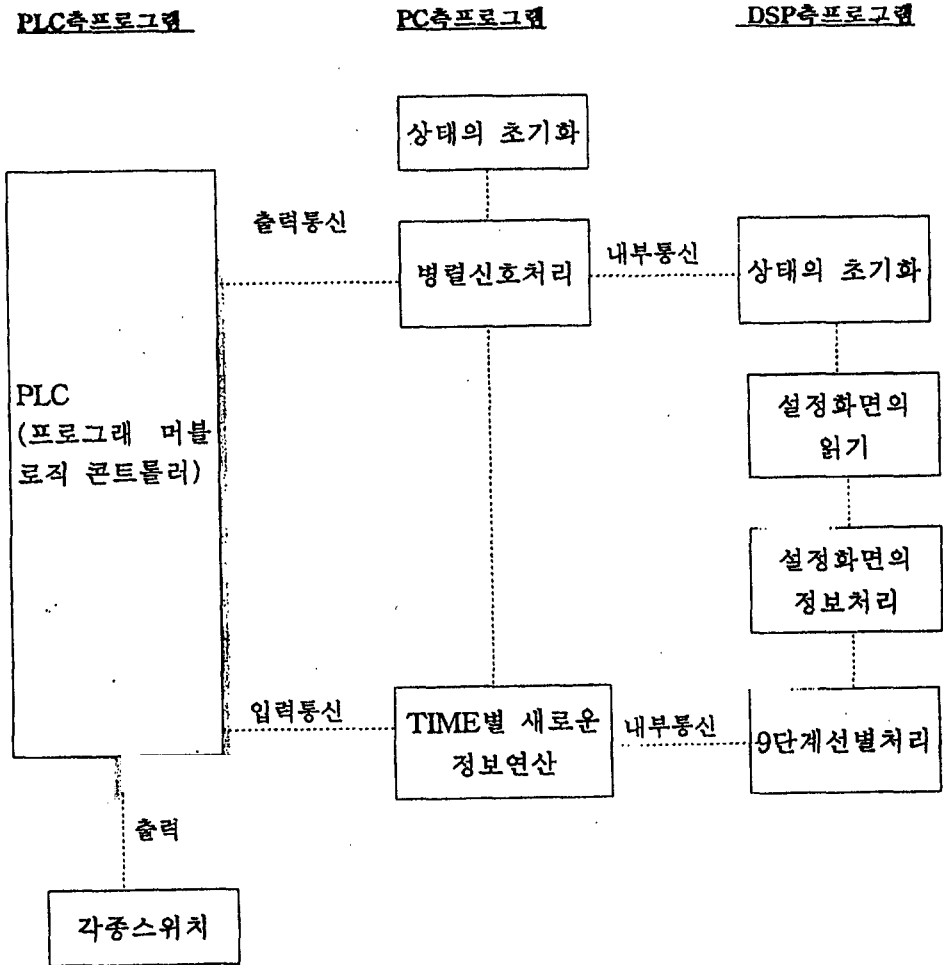 PLC측프로그램
PC측프로그램
DSP측프로그램
상태의 초기화
출력통신
병렬신호처리
내부통신
상태의 초기화
PLC
(프로그래 머블
로직 콘트롤러)
설정화면의
읽기
설정화면의
정보처리
입력통신
TIME별 새로운
정보연산
내부통신
9단계선별처리
출력
각종스위치